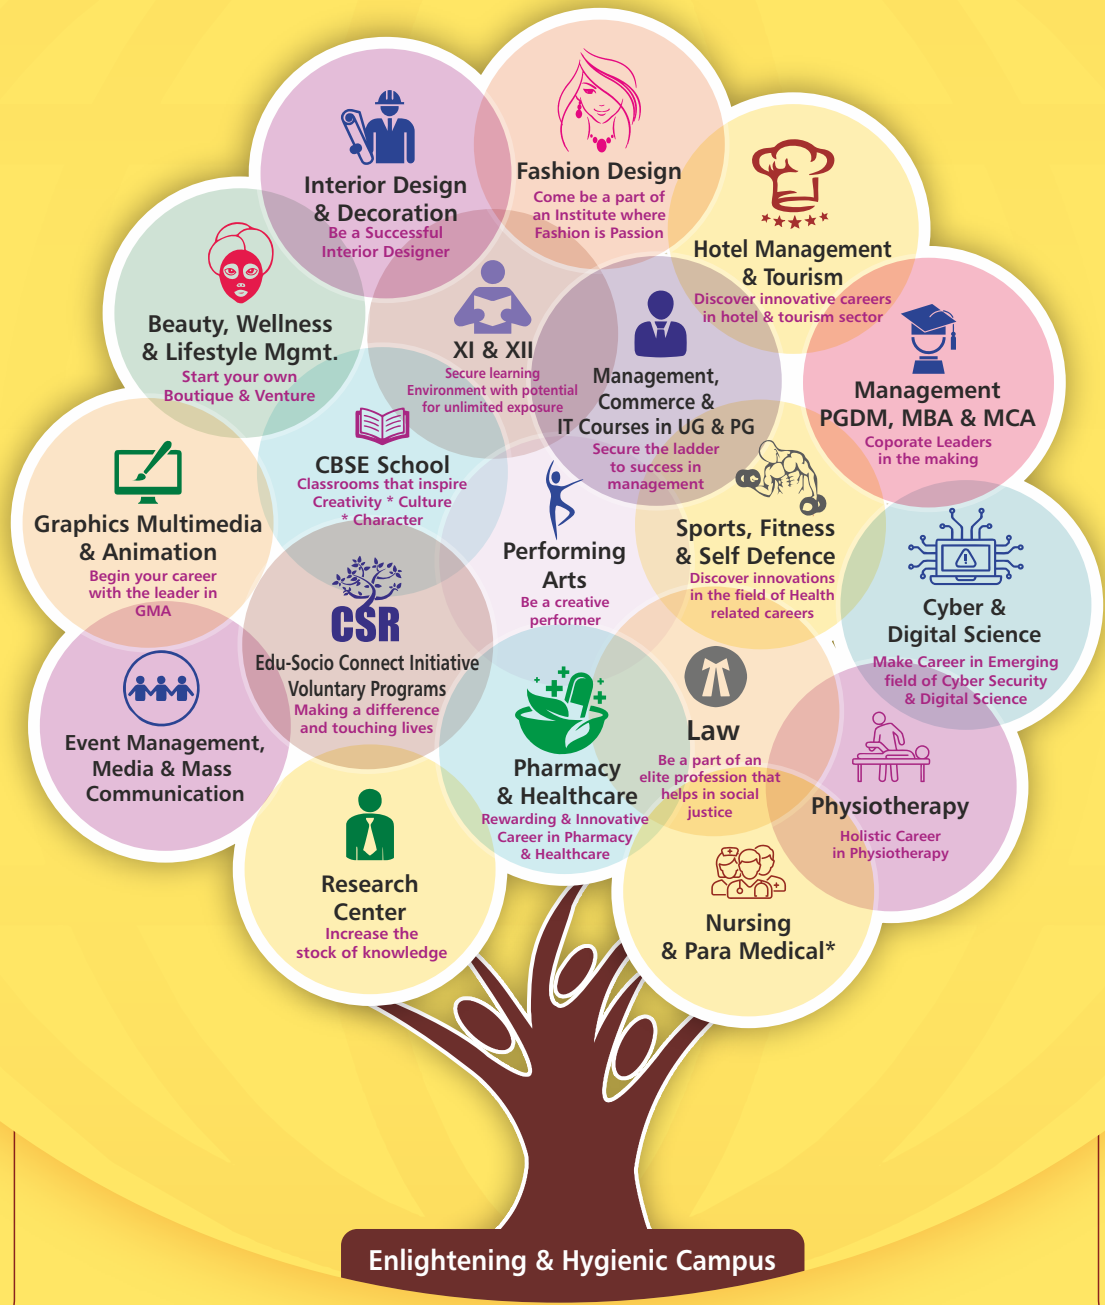 Fashion Design
Come be a part of
an Institute where
Fashion is Passion
Interior Design
& Decoration
Be a Successful
Interior Designer
Hotel Management
& Tourism
Discover innovative careers
in hotel & tourism sector
Beauty, Wellness
& Lifestyle Mgmt.
Start your own
Boutique & Venture
XI & XII
Secure learning
Environment with potential
for unlimited exposure
Management,
Commerce &
IT Courses in UG & PG
Secure the ladder
to success in
management
Management
PGDM, MBA & MCA
Coporate Leaders
in the making
Graphics Multimedia
& Animation
Begin your career
with the leader in
GMA
CBSE School
Classrooms that inspire
Creativity * Culture
* Character
Performing
Arts
Be a creative
performer
Sports, Fitness
& Self Defence
Discover innovations
in the field of Health
related careers
Cyber &
Digital Science
Make Career in Emerging
field of Cyber Security
& Digital Science
CSR
Edu-Socio Connect Initiative
Voluntary Programs
Making a difference
and touching lives
Event Management,
Media & Mass
Communication
Pharmacy
& Healthcare
Rewarding & Innovative
Career in Pharmacy
& Healthcare
Law
Be a part of an
elite profession that
helps in social
justice
Physiotherapy
Holistic Career
in Physiotherapy
Research
Center
Increase the
stock of knowledge
Nursing
& Para Medical*
Enlightening & Hygienic Campus